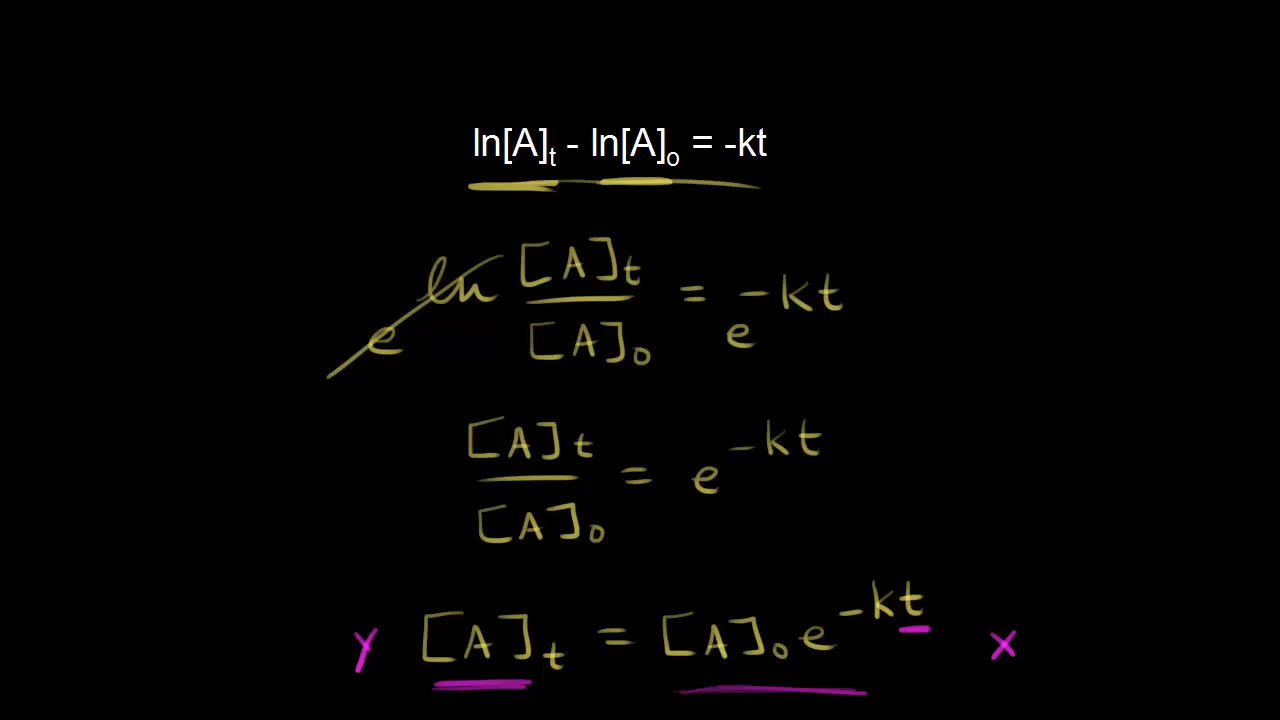 ln[A]t - ln[A]o = -kt
e^ln [A]t/[A]o = e^-kt
[A]t/[A]o = e^-kt
y [A]t = [A]o e^-kt x